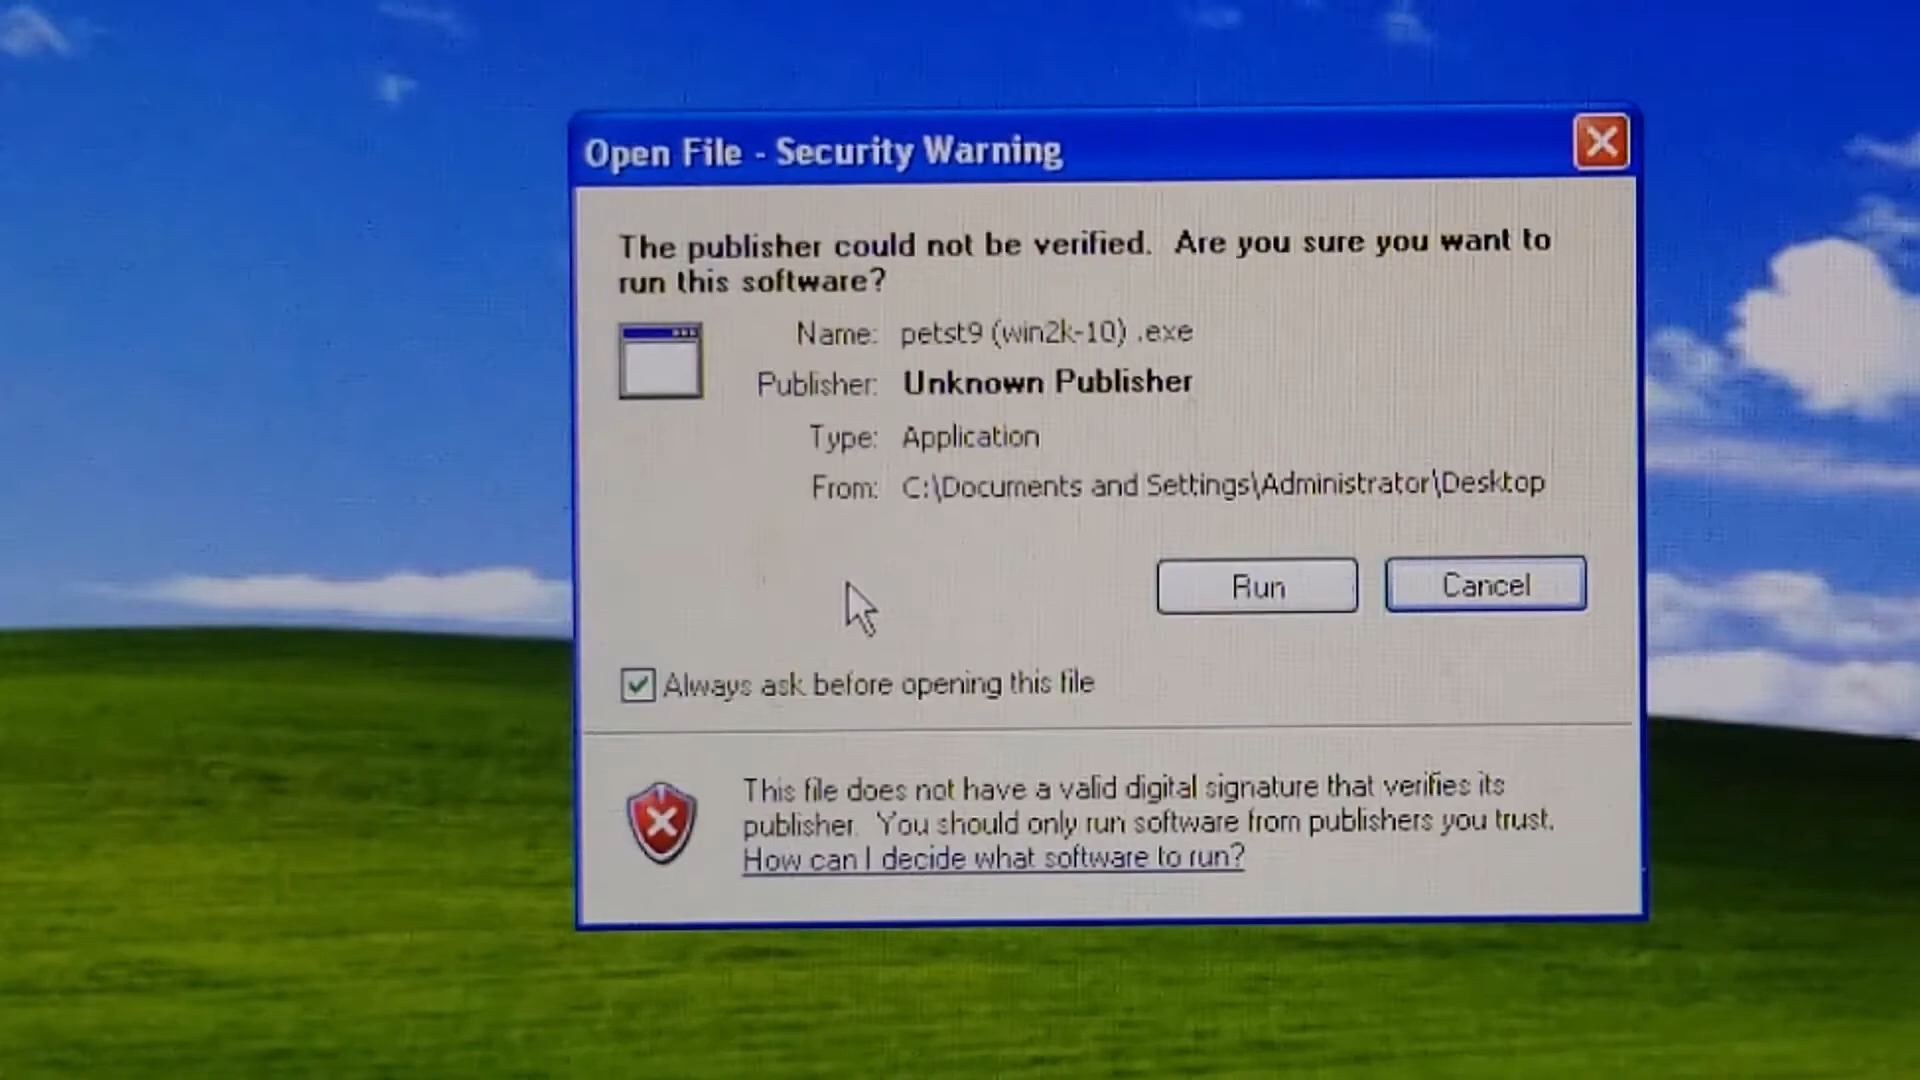 Open File - Security Warning
The publisher could not be verified. Are you sure you want to
run this software?
Name: petst9 (win2k-10) .exe
Publisher: Unknown Publisher
Type: Application
From: C:\Documents and Settings\Administrator\Desktop
Run Cancel
Always ask before opening this file
This file does not have a valid digital signature that verifies its
publisher. You should only run software from publishers you trust.
How can I decide what software to run?